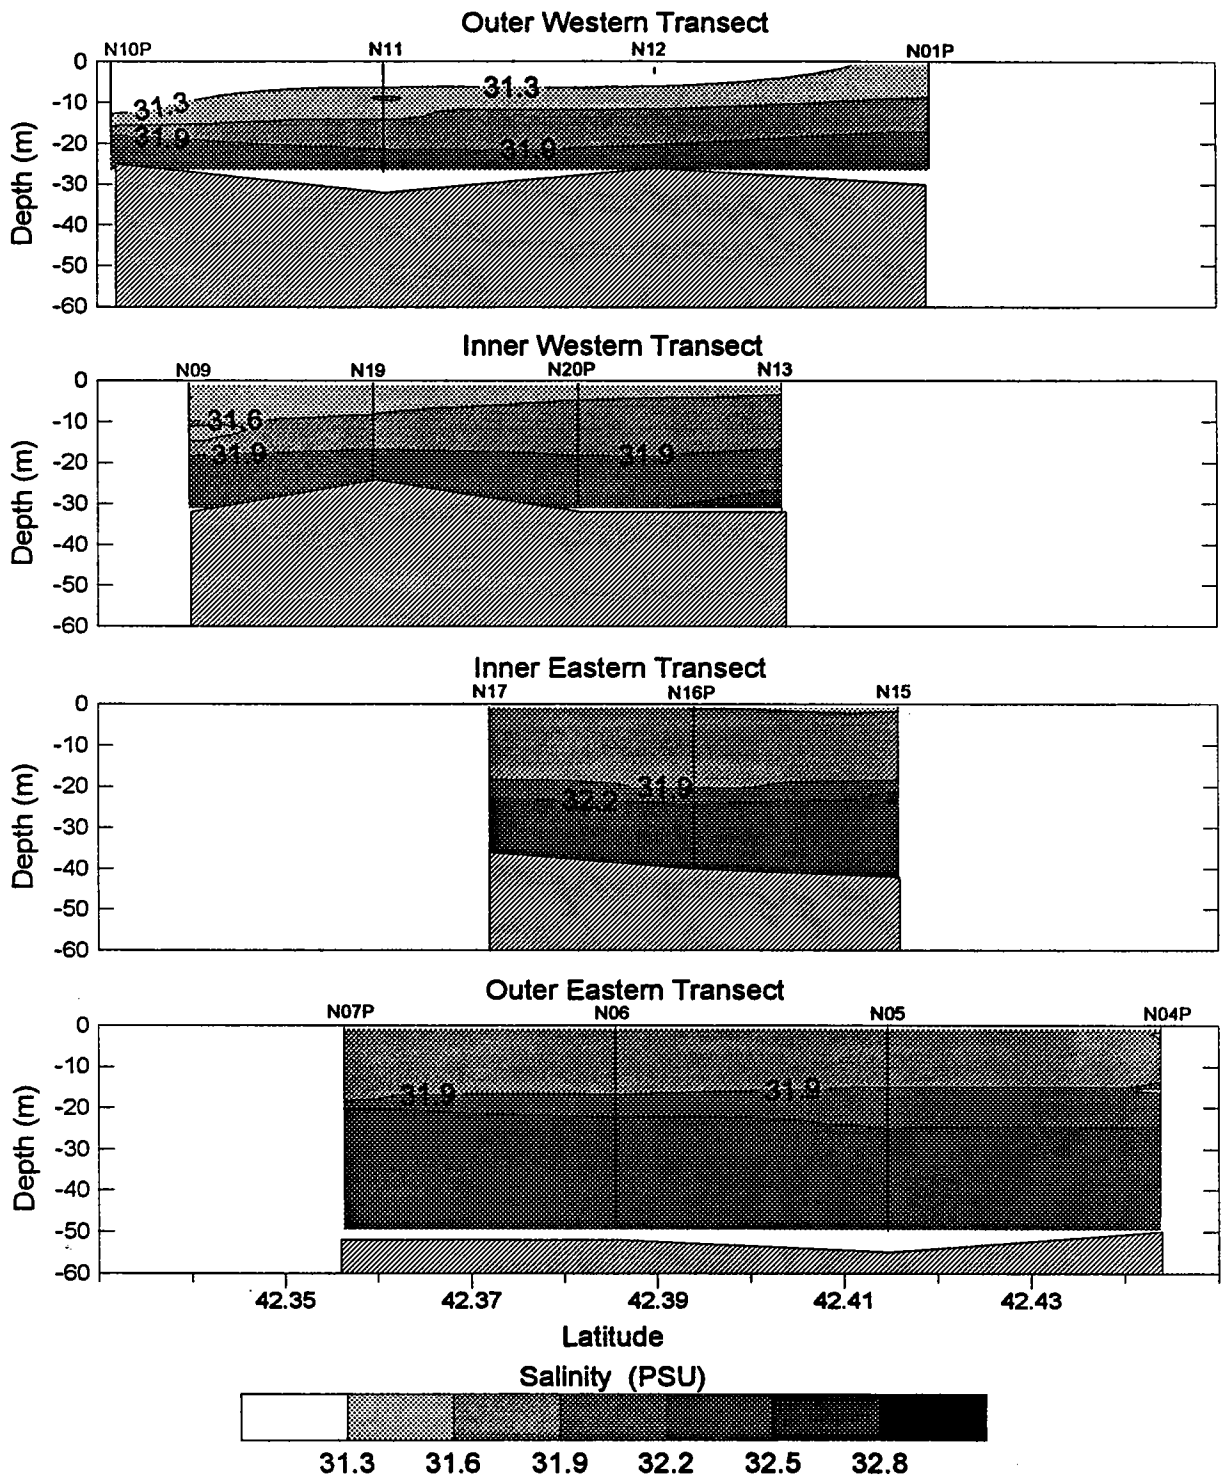 Outer Western Transect
N10P N11 N12 N01P
0
-10
-20
-30
-40
-50
-60
Depth (m)
31.3 31.3
31.9 31.9
Inner Western Transect
N09 N19 N20P N13
0
-10
-20
-30
-40
-50
-60
Depth (m)
31.6
31.9 31.9
Inner Eastern Transect
N17 N16P N15
0
-10
-20
-30
-40
-50
-60
Depth (m)
31.9
32.2
Outer Eastern Transect
N07P N06 N05 N04P
0
-10
-20
-30
-40
-50
-60
Depth (m)
31.9 31.9
42.35 42.37 42.39 42.41 42.43
Latitude
Salinity (PSU)
31.3 31.6 31.9 32.2 32.5 32.8